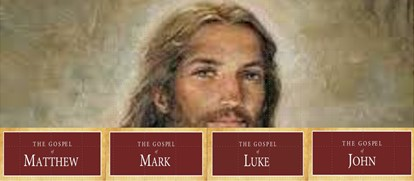 THE GOSPEL
of
MATTHEW
THE GOSPEL
of
MARK
THE GOSPEL
of
LUKE
THE GOSPEL
of
JOHN